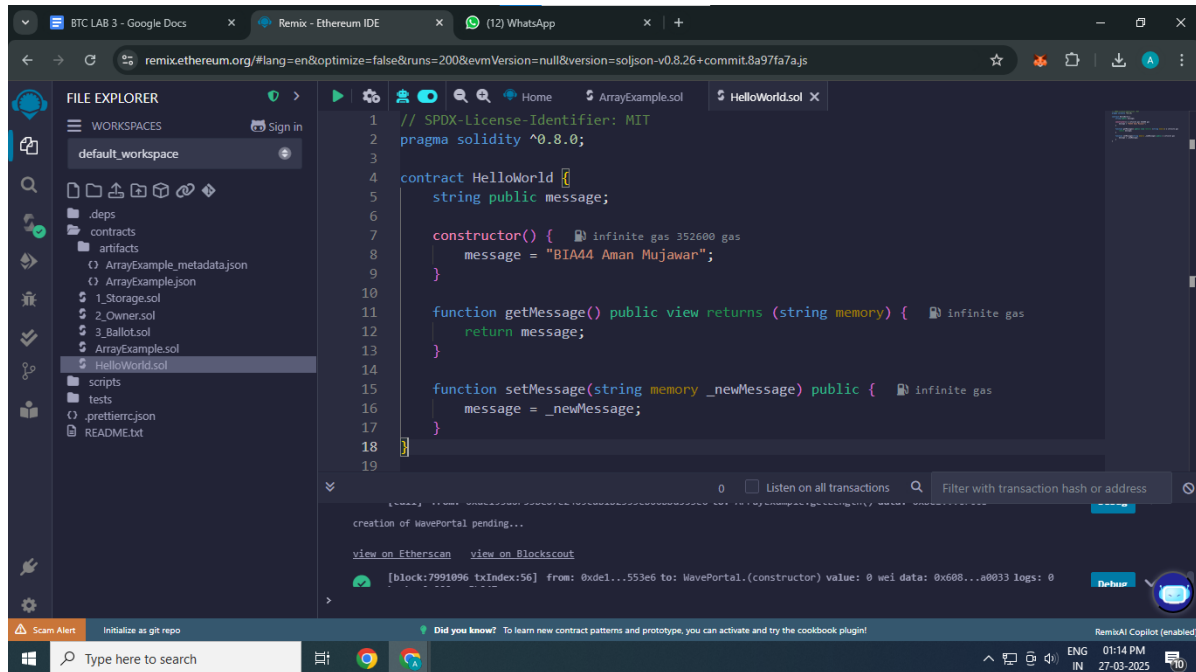 BTC LAB 3 - Google Docs
Remix - Ethereum IDE
(12) WhatsApp
remix.ethereum.org/#lang=en&optimize=false&runs=200&evmVersion=null&version=soljson-v0.8.26+commit.8a97fa7a.js
A
FILE EXPLORER
WORKSPACES
Sign in
default_workspace
.deps
contracts
artifacts
ArrayExample_metadata.json
ArrayExample.json
1_Storage.sol
2_Owner.sol
3_Ballot.sol
ArrayExample.sol
HelloWorld.sol
scripts
tests
.prettierrc.json
README.txt
Home
ArrayExample.sol
HelloWorld.sol
1 // SPDX-License-Identifier: MIT
2 pragma solidity ^0.8.0;
3
4 contract HelloWorld {
5 string public message;
6
7 constructor() { infinite gas 352600 gas
8 message = "BIA44 Aman Mujawar";
9 }
10
11 function getMessage() public view returns (string memory) { infinite gas
12 return message;
13 }
14
15 function setMessage(string memory _newMessage) public { infinite gas
16 message = _newMessage;
17 }
18 }
19
0 Listen on all transactions Filter with transaction hash or address
creation of WavePortal pending...
view on Etherscan view on Blockscout
[block:7991096 txIndex:56] from: 0xde1...553e6 to: WavePortal.(constructor) value: 0 wei data: 0x608...a0033 logs: 0
Debug
>
Scam Alert
Initialize as git repo
Did you know? To learn new contract patterns and prototype, you can activate and try the cookbook plugin!
RemixAI Copilot (enabled)
Type here to search
ENG
IN
01:14 PM
27-03-2025
10